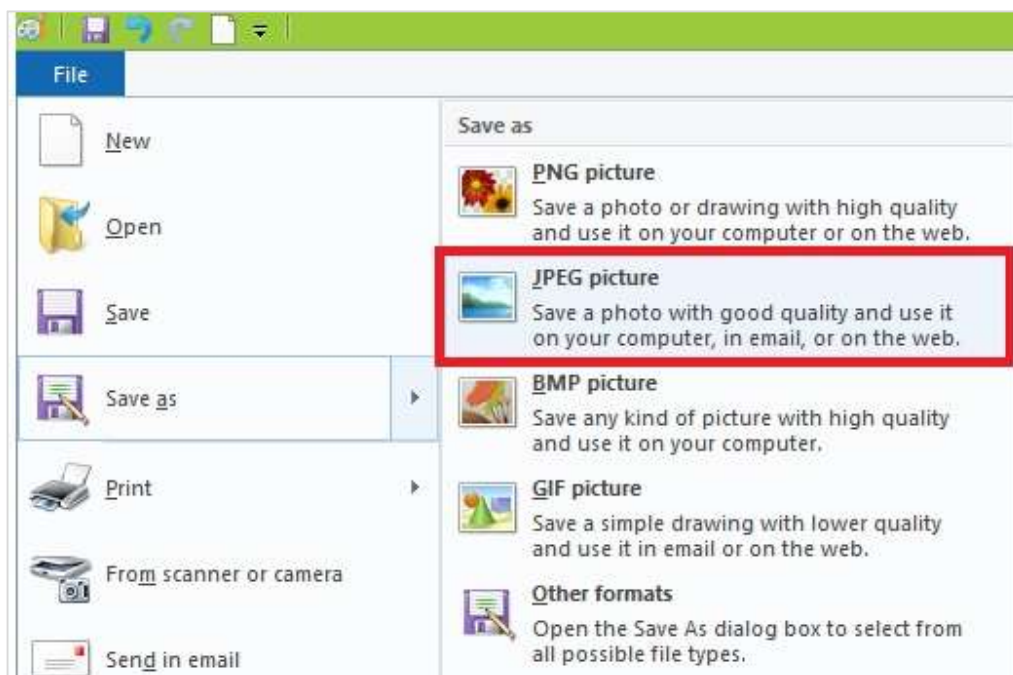 File
New
Open
Save
Save as
Print
From scanner or camera
Send in email
Save as
PNG picture
Save a photo or drawing with high quality
and use it on your computer or on the web.
JPEG picture
Save a photo with good quality and use it
on your computer, in email, or on the web.
BMP picture
Save any kind of picture with high quality
and use it on your computer.
GIF picture
Save a simple drawing with lower quality
and use it in email or on the web.
Other formats
Open the Save As dialog box to select from
all possible file types.